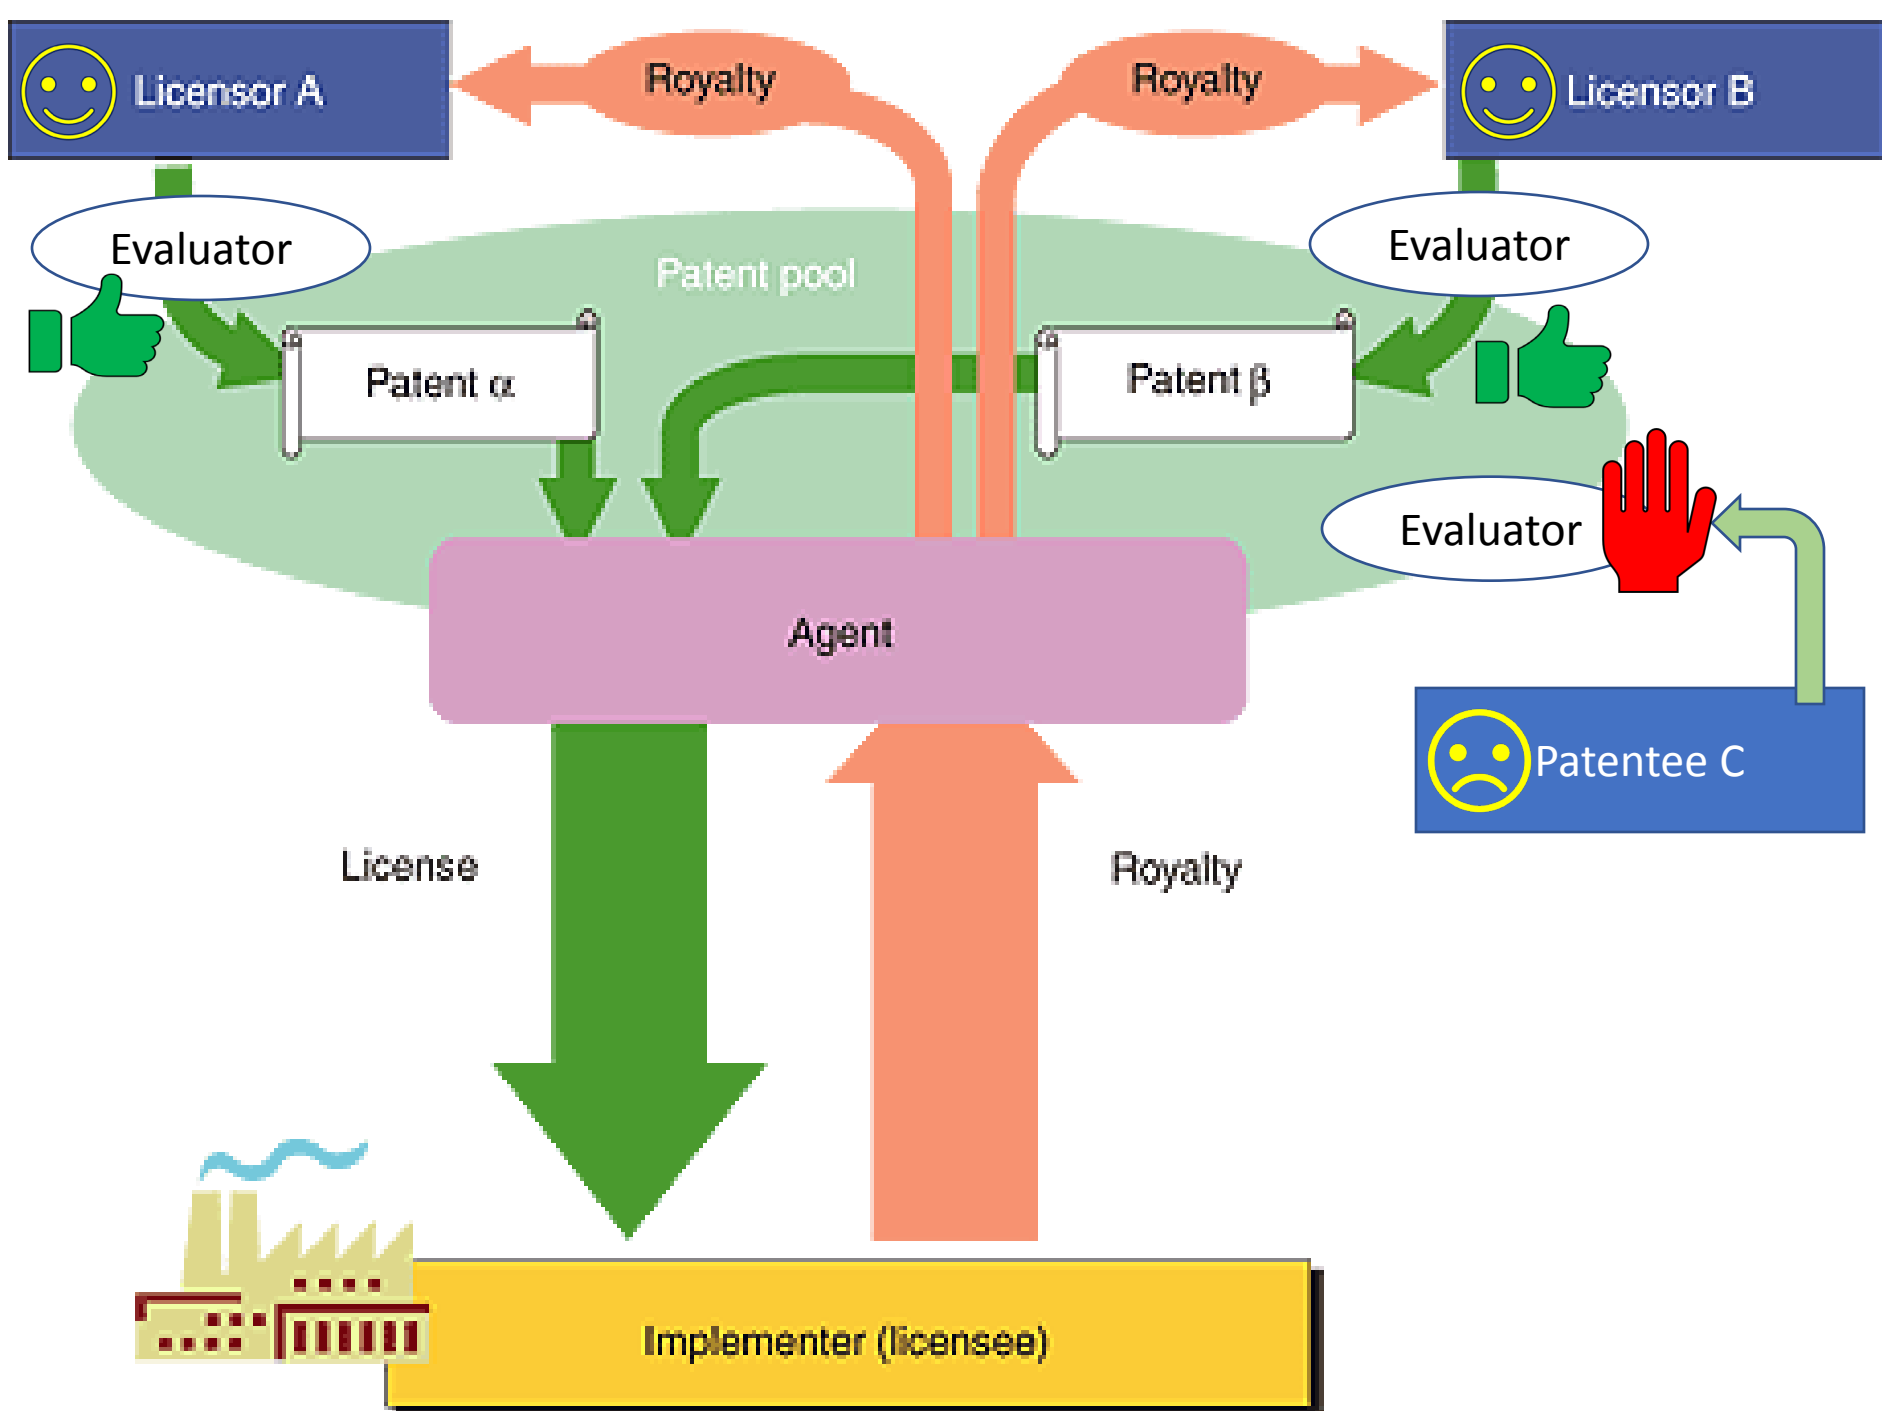 Licensor A
Royalty
Royalty
Licensor B
Evaluator
Evaluator
Patent pool
Patent α
Patent β
Evaluator
Agent
Patentee C
License
Royalty
Implementer (licensee)